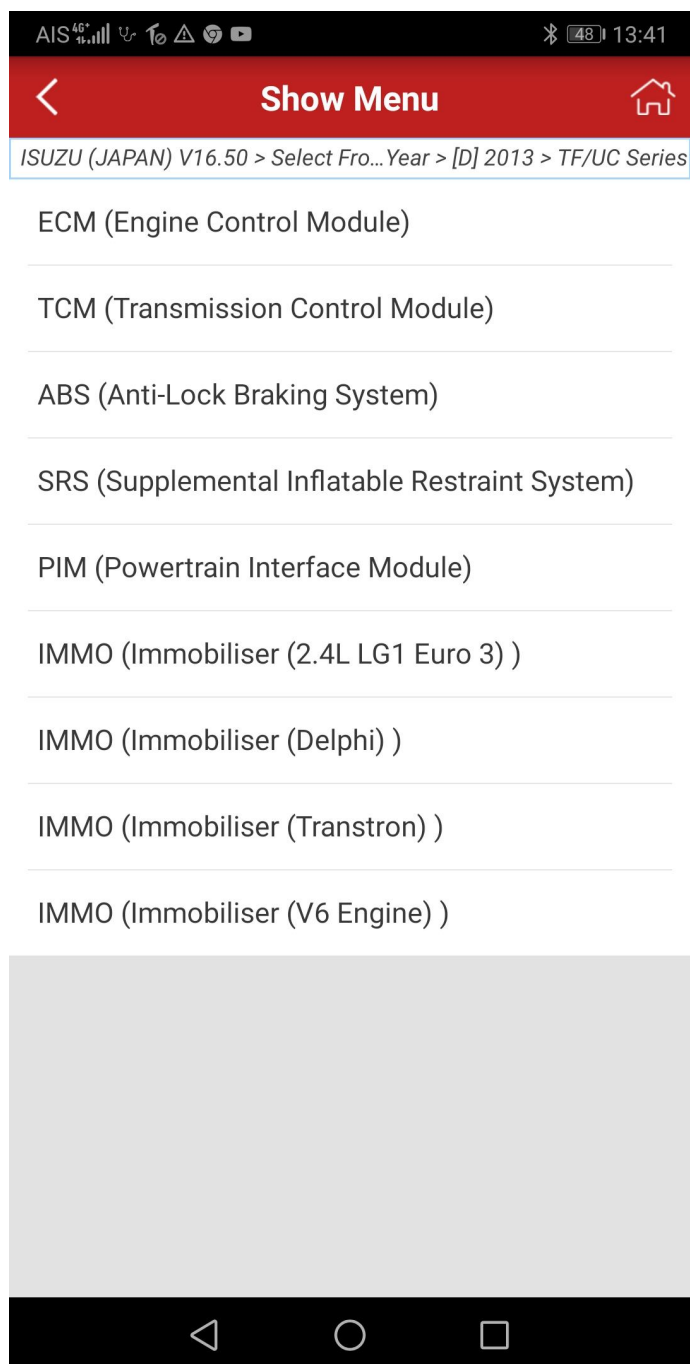 AIS 4G+ 48 13:41
Show Menu
ISUZU (JAPAN) V16.50 > Select Fro...Year > [D] 2013 > TF/UC Series
ECM (Engine Control Module)
TCM (Transmission Control Module)
ABS (Anti-Lock Braking System)
SRS (Supplemental Inflatable Restraint System)
PIM (Powertrain Interface Module)
IMMO (Immobiliser (2.4L LG1 Euro 3) )
IMMO (Immobiliser (Delphi) )
IMMO (Immobiliser (Transtron) )
IMMO (Immobiliser (V6 Engine) )